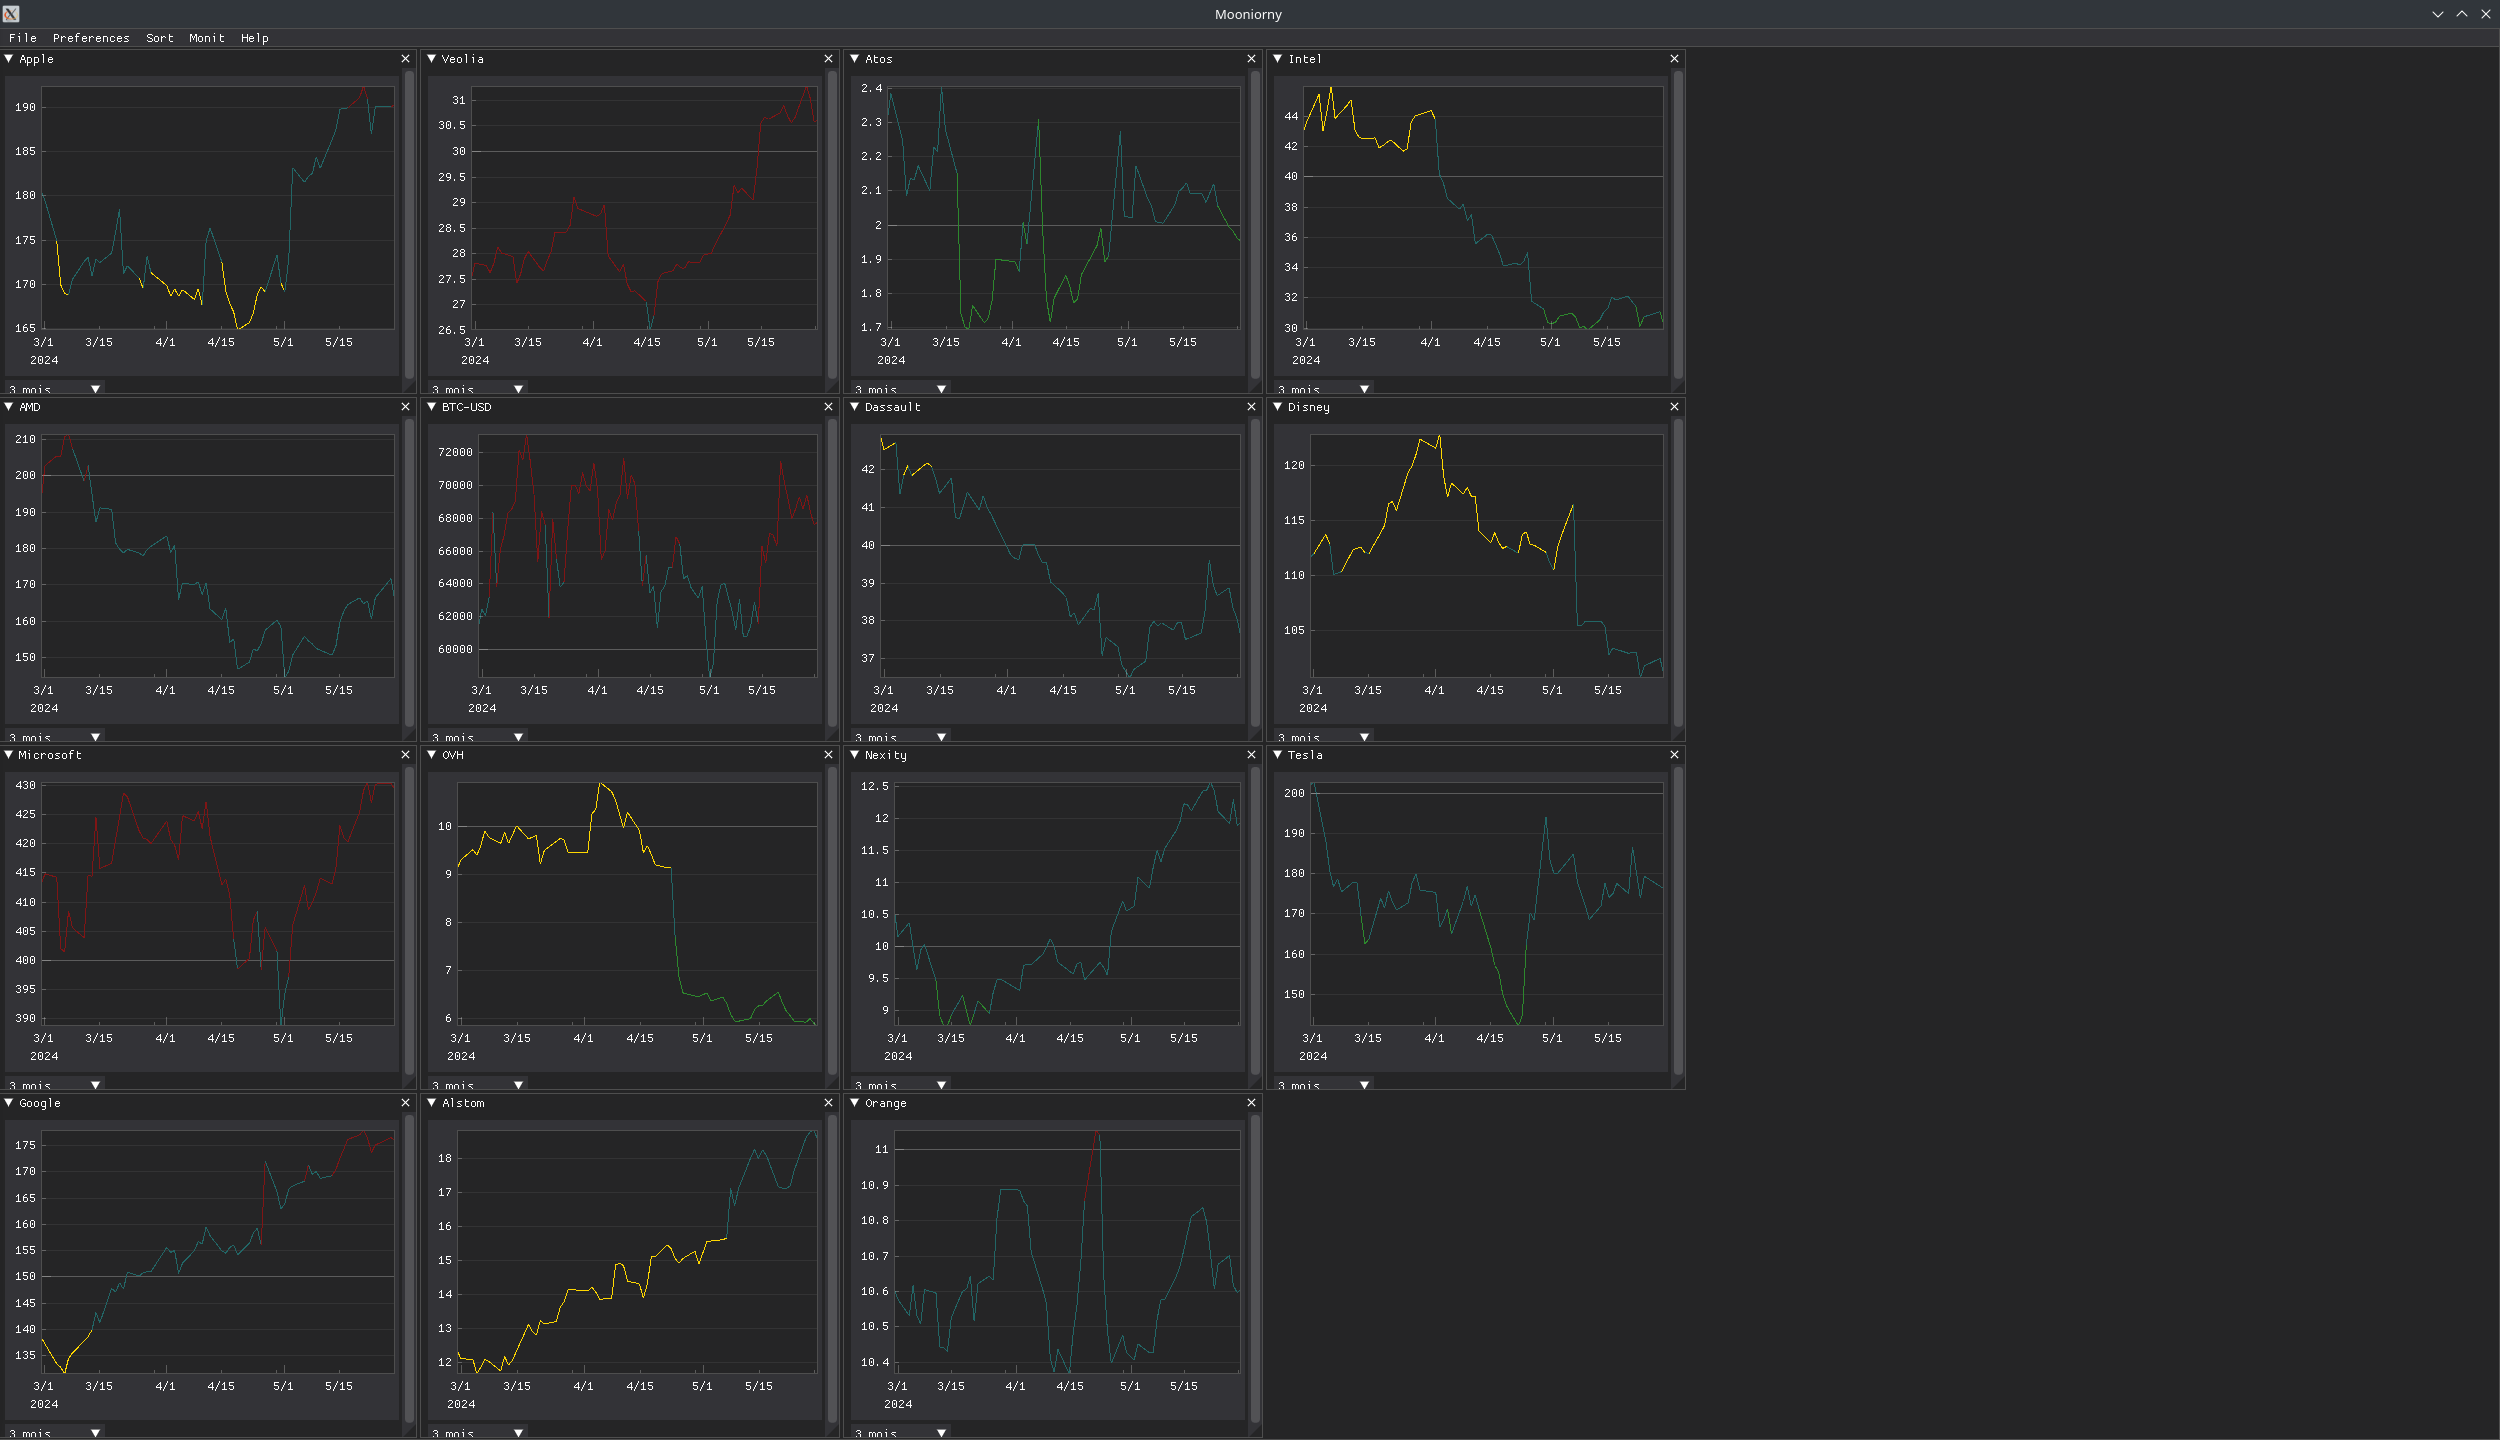 Mooniorny
File Preferences Sort Monit Help
Apple
190
185
180
175
170
165
3/1 3/15 4/1 4/15 5/1 5/15
2024
3 mois
Veolia
31
30.5
30
29.5
29
28.5
28
27.5
27
26.5
3/1 3/15 4/1 4/15 5/1 5/15
2024
3 mois
Atos
2.4
2.3
2.2
2.1
2
1.9
1.8
1.7
3/1 3/15 4/1 4/15 5/1 5/15
2024
3 mois
Intel
44
42
40
38
36
34
32
30
3/1 3/15 4/1 4/15 5/1 5/15
2024
3 mois
AMD
210
200
190
180
170
160
150
3/1 3/15 4/1 4/15 5/1 5/15
2024
3 mois
BTC-USD
72000
70000
68000
66000
64000
62000
60000
3/1 3/15 4/1 4/15 5/1 5/15
2024
3 mois
Dassault
42
41
40
39
38
37
3/1 3/15 4/1 4/15 5/1 5/15
2024
3 mois
Disney
120
115
110
105
3/1 3/15 4/1 4/15 5/1 5/15
2024
3 mois
Microsoft
430
425
420
415
410
405
400
395
390
3/1 3/15 4/1 4/15 5/1 5/15
2024
3 mois
OVH
10
9
8
7
6
3/1 3/15 4/1 4/15 5/1 5/15
2024
3 mois
Nexity
12.5
12
11.5
11
10.5
10
9.5
9
3/1 3/15 4/1 4/15 5/1 5/15
2024
3 mois
Tesla
200
190
180
170
160
150
3/1 3/15 4/1 4/15 5/1 5/15
2024
3 mois
Google
175
170
165
160
155
150
145
140
135
3/1 3/15 4/1 4/15 5/1 5/15
2024
3 mois
Alstom
18
17
16
15
14
13
12
3/1 3/15 4/1 4/15 5/1 5/15
2024
3 mois
Orange
11
10.9
10.8
10.7
10.6
10.5
10.4
3/1 3/15 4/1 4/15 5/1 5/15
2024
3 mois